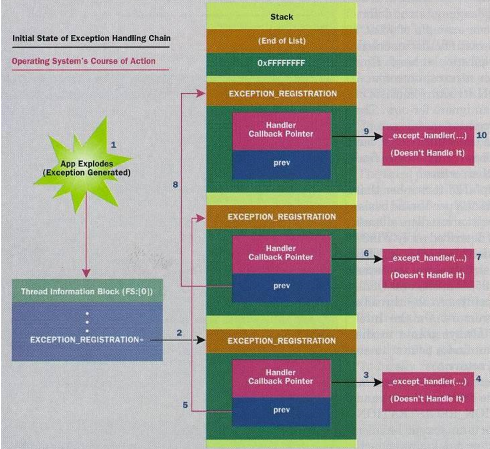 Stack
Initial State of Exception Handling Chain
(End of List)
Operating System's Course of Action
0xFFFFFFFF
EXCEPTION_REGISTRATION
1
App Explodes
(Exception Generated)
Handler
Callback Pointer
9
_except_handler(...)
10
(Doesn't Handle It)
prev
8
EXCEPTION_REGISTRATION
Handler
Callback Pointer
6
_except_handler(...)
7
(Doesn't Handle It)
prev
Thread Information Block (FS:[0])
EXCEPTION_REGISTRATION*
2
EXCEPTION_REGISTRATION
Handler
Callback Pointer
3
_except_handler(...)
4
(Doesn't Handle It)
5
prev